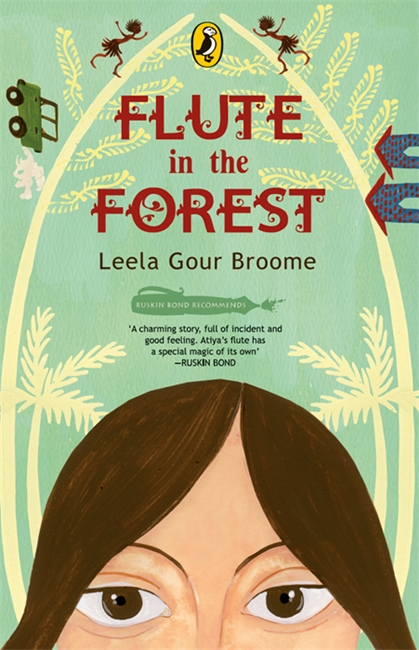 FLUTE
in the
FOREST
Leela Gour Broome
RUSKIN BOND RECOMMENDS
'A charming story, full of incident and
good feeling. Atiya's flute has
a special magic of its own'
—RUSKIN BOND